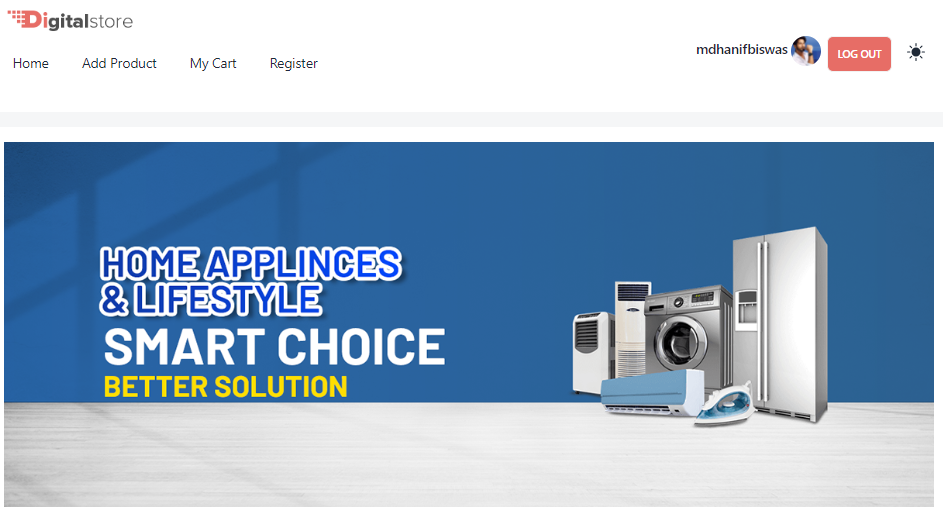 Digitalstore
Home Add Product My Cart Register
mdhanifbiswas LOG OUT
HOME APPLINCES
& LIFESTYLE
SMART CHOICE
BETTER SOLUTION